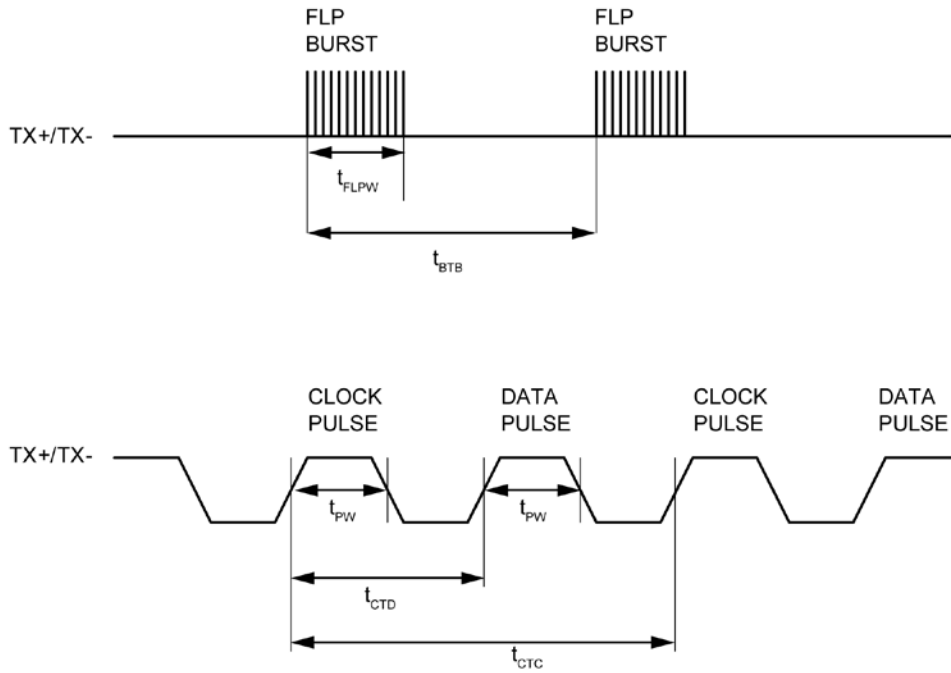 FLP
BURST
FLP
BURST
TX+/TX-
tFLPW
tBTB
CLOCK
PULSE
DATA
PULSE
CLOCK
PULSE
DATA
PULSE
TX+/TX-
tPW
tPW
tCTD
tCTC